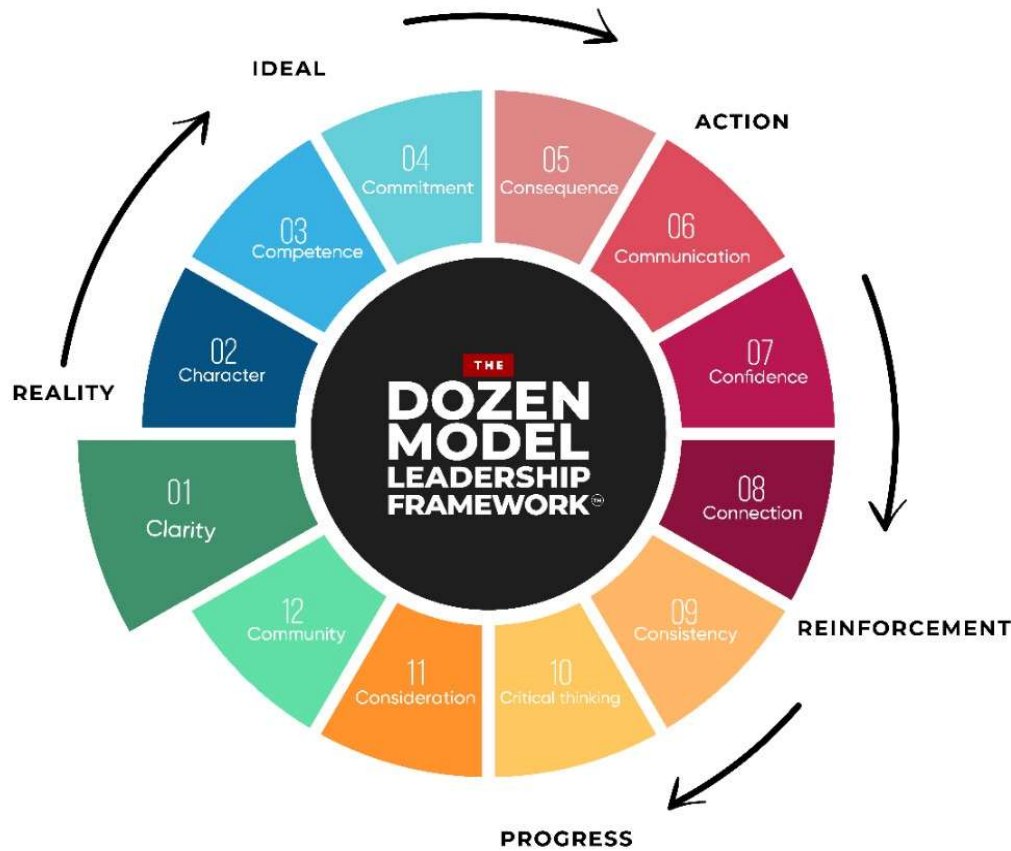 IDEAL
ACTION
REALITY
REINFORCEMENT
PROGRESS
01
Clarity
02
Character
03
Competence
04
Commitment
05
Consequence
06
Communication
07
Confidence
08
Connection
09
Consistency
10
Critical thinking
11
Consideration
12
Community
THE
DOZEN
MODEL
LEADERSHIP
FRAMEWORK™